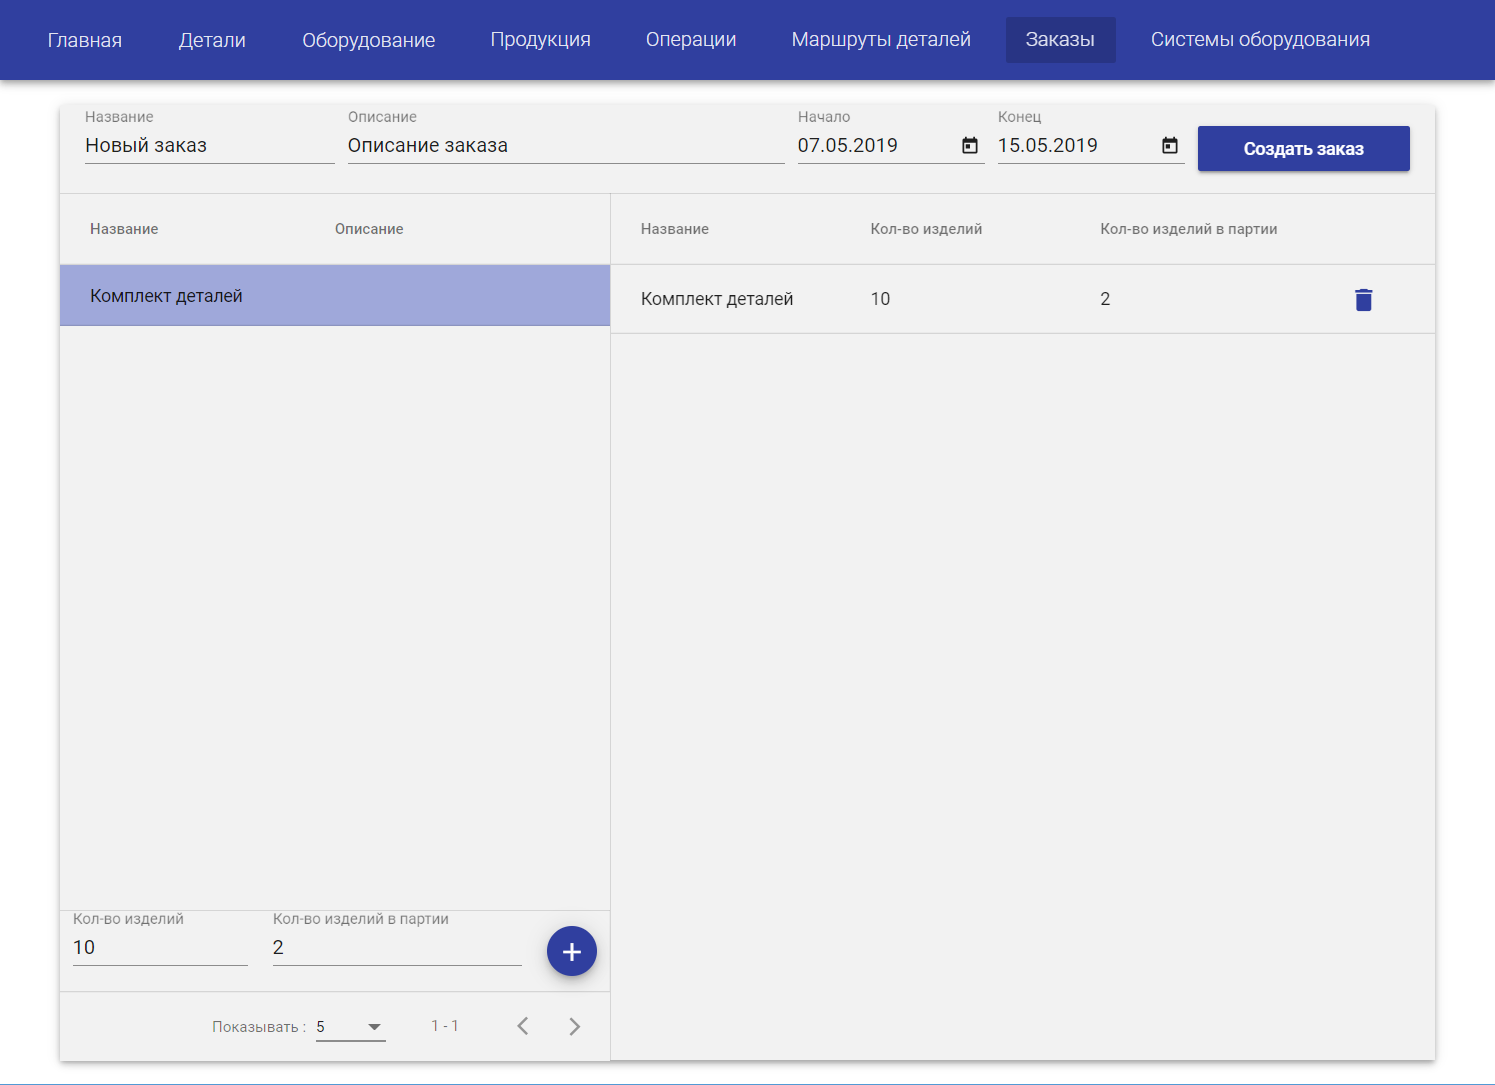 Главная Детали Оборудование Продукция Операции Маршруты деталей Заказы Системы оборудования
Название Описание Начало Конец
Новый заказ Описание заказа 07.05.2019 15.05.2019 Создать заказ
Название Описание Название Кол-во изделий Кол-во изделий в партии
Комплект деталей Комплект деталей 10 2
Кол-во изделий Кол-во изделий в партии
10 2
Показывать : 5 1 - 1